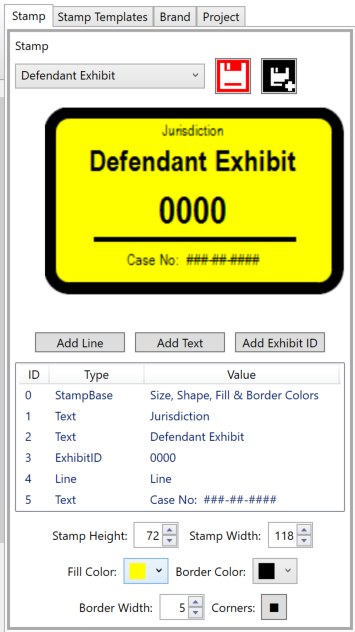 Stamp Stamp Templates Brand Project
Stamp
Defendant Exhibit
Jurisdiction
Defendant Exhibit
0000
Case No: ###-##-####
Add Line Add Text Add Exhibit ID
ID Type Value
0 StampBase Size, Shape, Fill & Border Colors
1 Text Jurisdiction
2 Text Defendant Exhibit
3 ExhibitID 0000
4 Line Line
5 Text Case No: ###-##-####
Stamp Height: 72 Stamp Width: 118
Fill Color: Border Color:
Border Width: 5 Corners: